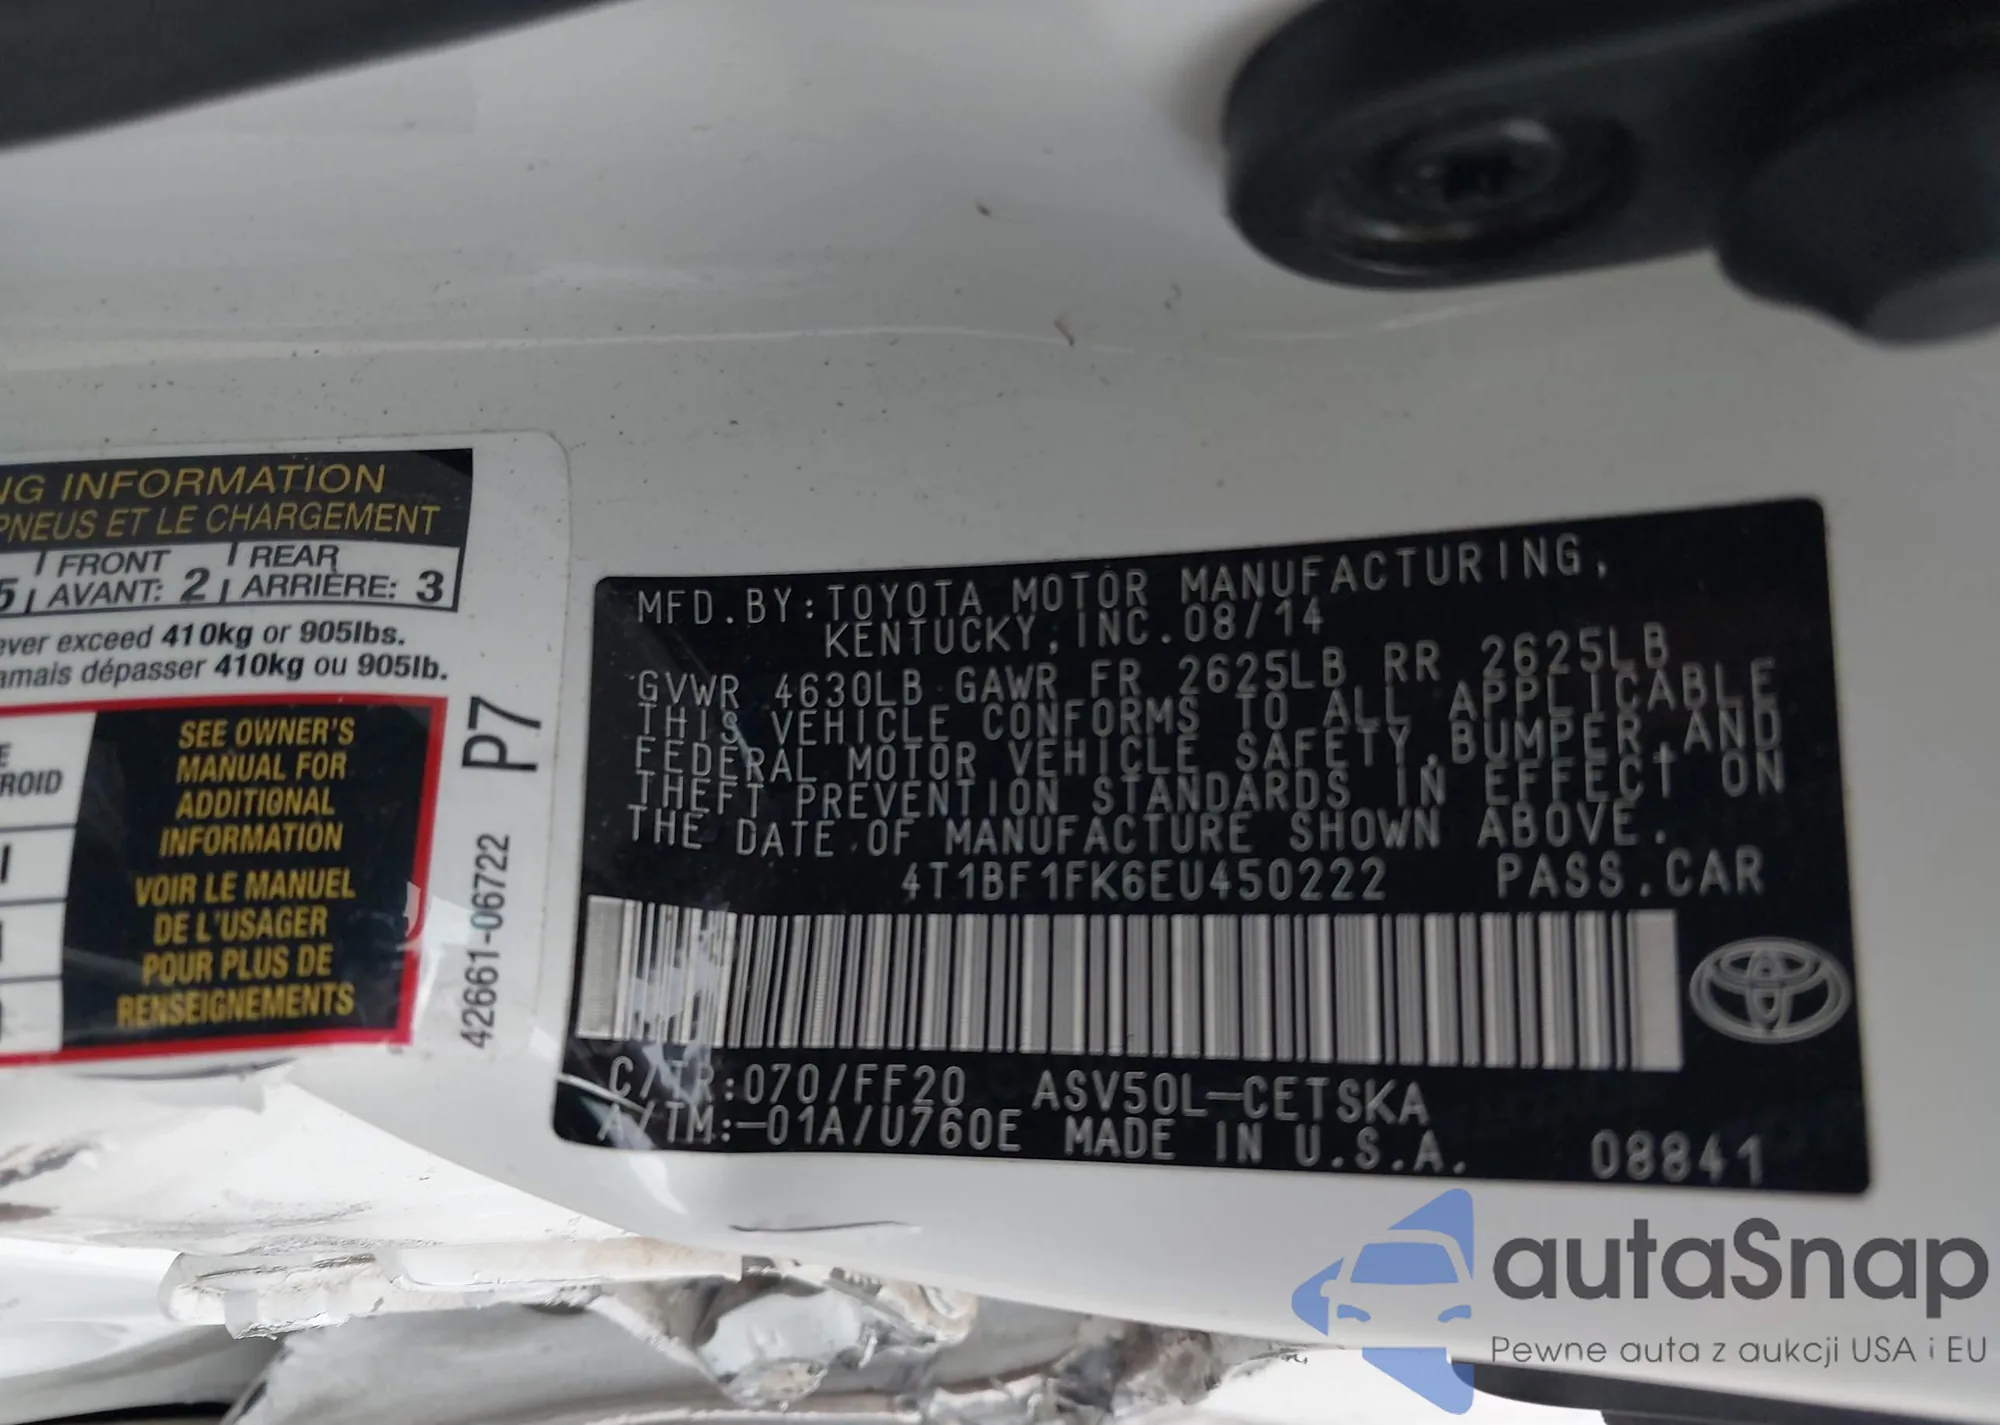 NG INFORMATION
PNEUS ET LE CHARGEMENT
FRONT REAR
5 AVANT: 2 ARRIÈRE: 3
ever exceed 410kg or 905lbs.
amais dépasser 410kg ou 905lb.
E
ROID
SEE OWNER'S
MANUAL FOR
ADDITIONAL
INFORMATION
VOIR LE MANUEL
DE L'USAGER
POUR PLUS DE
RENSEIGNEMENTS
42661-06722 P7
MFD.BY:TOYOTA MOTOR MANUFACTURING,
KENTUCKY,INC.08/14
GVWR 4630LB GAWR FR 2625LB RR 2625LB
THIS VEHICLE CONFORMS TO ALL APPLICABLE
FEDERAL MOTOR VEHICLE SAFETY,BUMPER,AND
THEFT PREVENTION STANDARDS IN EFFECT ON
THE DATE OF MANUFACTURE SHOWN ABOVE.
4T1BF1FK6EU450222 PASS.CAR
C/TR:070/FF20 ASV50L-CETSKA
A/TM:-01A/U760E MADE IN U.S.A. 08841
autaSnap
Pewne auta z aukcji USA i EU